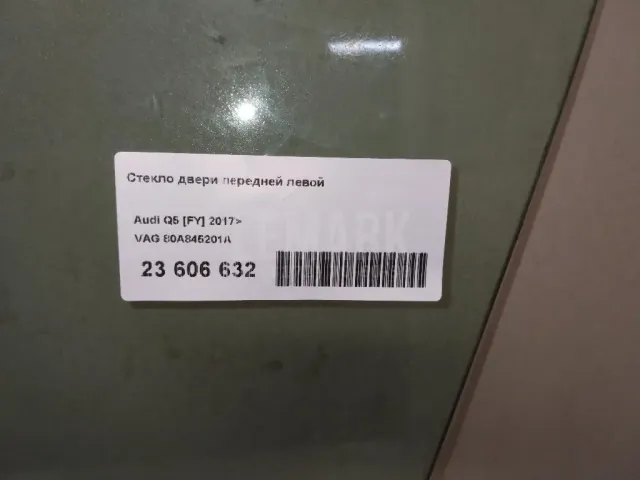 Стекло двери передней левой
Audi Q5 [FY] 2017>
VAG 80A845201A
23 606 632